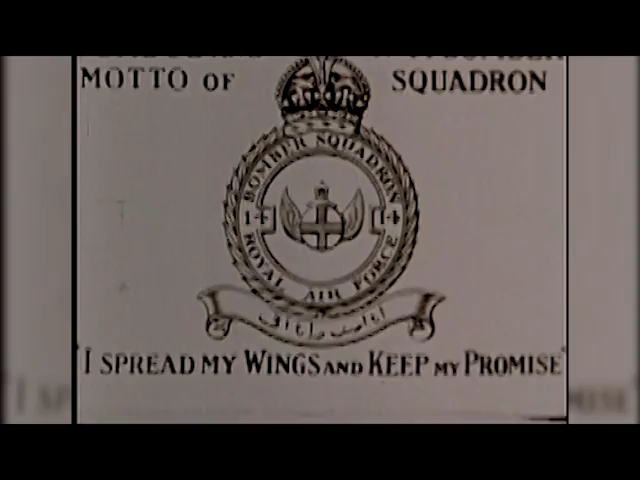 MOTTO OF SQUADRON
BOMBER SQUADRON
14 14
ROYAL AIR FORCE
"I SPREAD MY WINGS AND KEEP MY PROMISE"